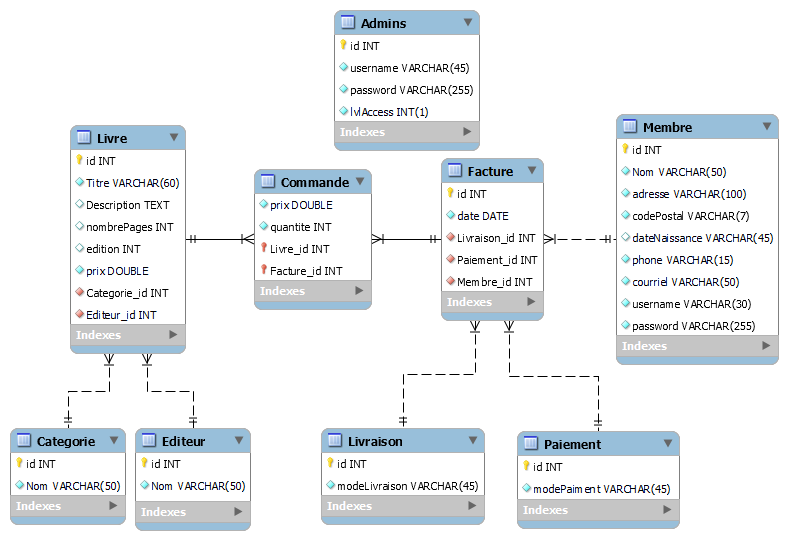 Admins
id INT
username VARCHAR(45)
password VARCHAR(255)
lvlAccess INT(1)
Indexes
Livre
id INT
Titre VARCHAR(60)
Description TEXT
nombrePages INT
edition INT
prix DOUBLE
Categorie_id INT
Editeur_id INT
Indexes
Commande
prix DOUBLE
quantite INT
Livre_id INT
Facture_id INT
Indexes
Facture
id INT
date DATE
Livraison_id INT
Paiement_id INT
Membre_id INT
Indexes
Membre
id INT
Nom VARCHAR(50)
adresse VARCHAR(100)
codePostal VARCHAR(7)
dateNaissance VARCHAR(45)
phone VARCHAR(15)
courriel VARCHAR(50)
username VARCHAR(30)
password VARCHAR(255)
Indexes
Categorie
id INT
Nom VARCHAR(50)
Indexes
Editeur
id INT
Nom VARCHAR(50)
Indexes
Livraison
id INT
modeLivraison VARCHAR(45)
Indexes
Paiement
id INT
modePaiment VARCHAR(45)
Indexes